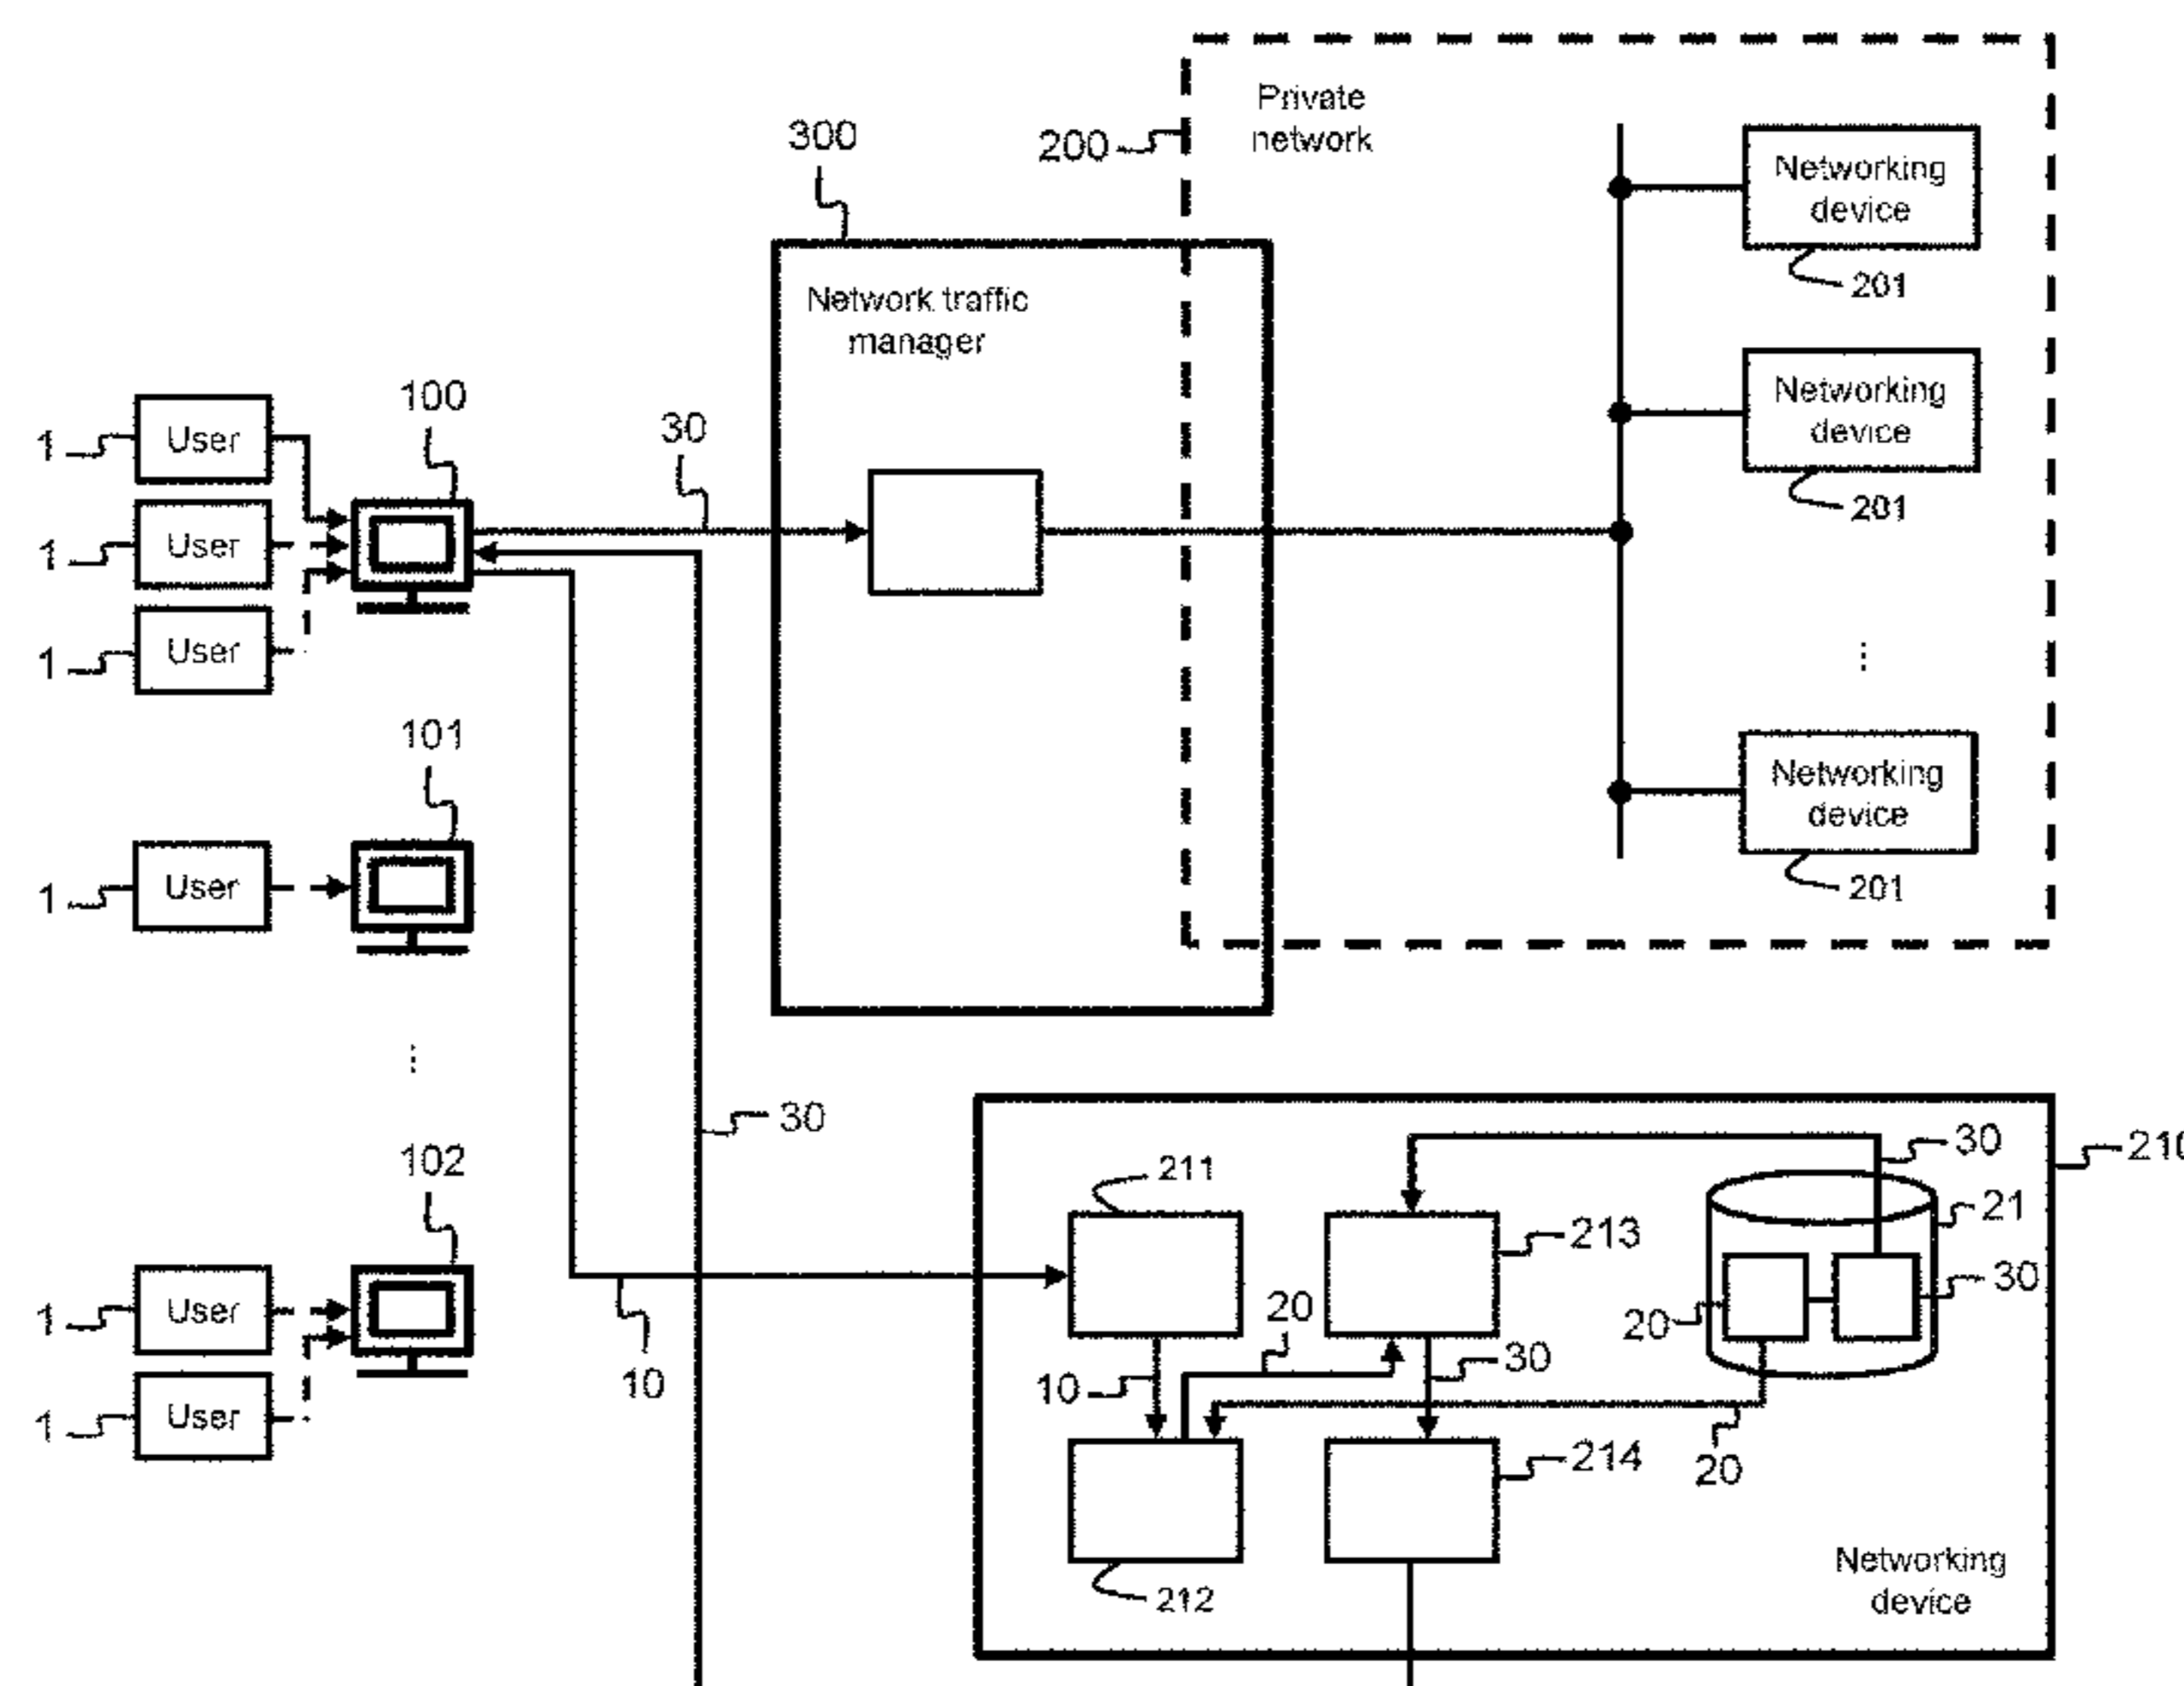 Private
network
300
200
Networking
device
201
Network traffic
manager
Networking
device
201
100
30
1
User
1
User
1
User
101
Networking
device
201
1
User
30
102
211
30
210
21
213
30
20
20
1
User
10
10
30
1
User
214
20
212
Networking
device